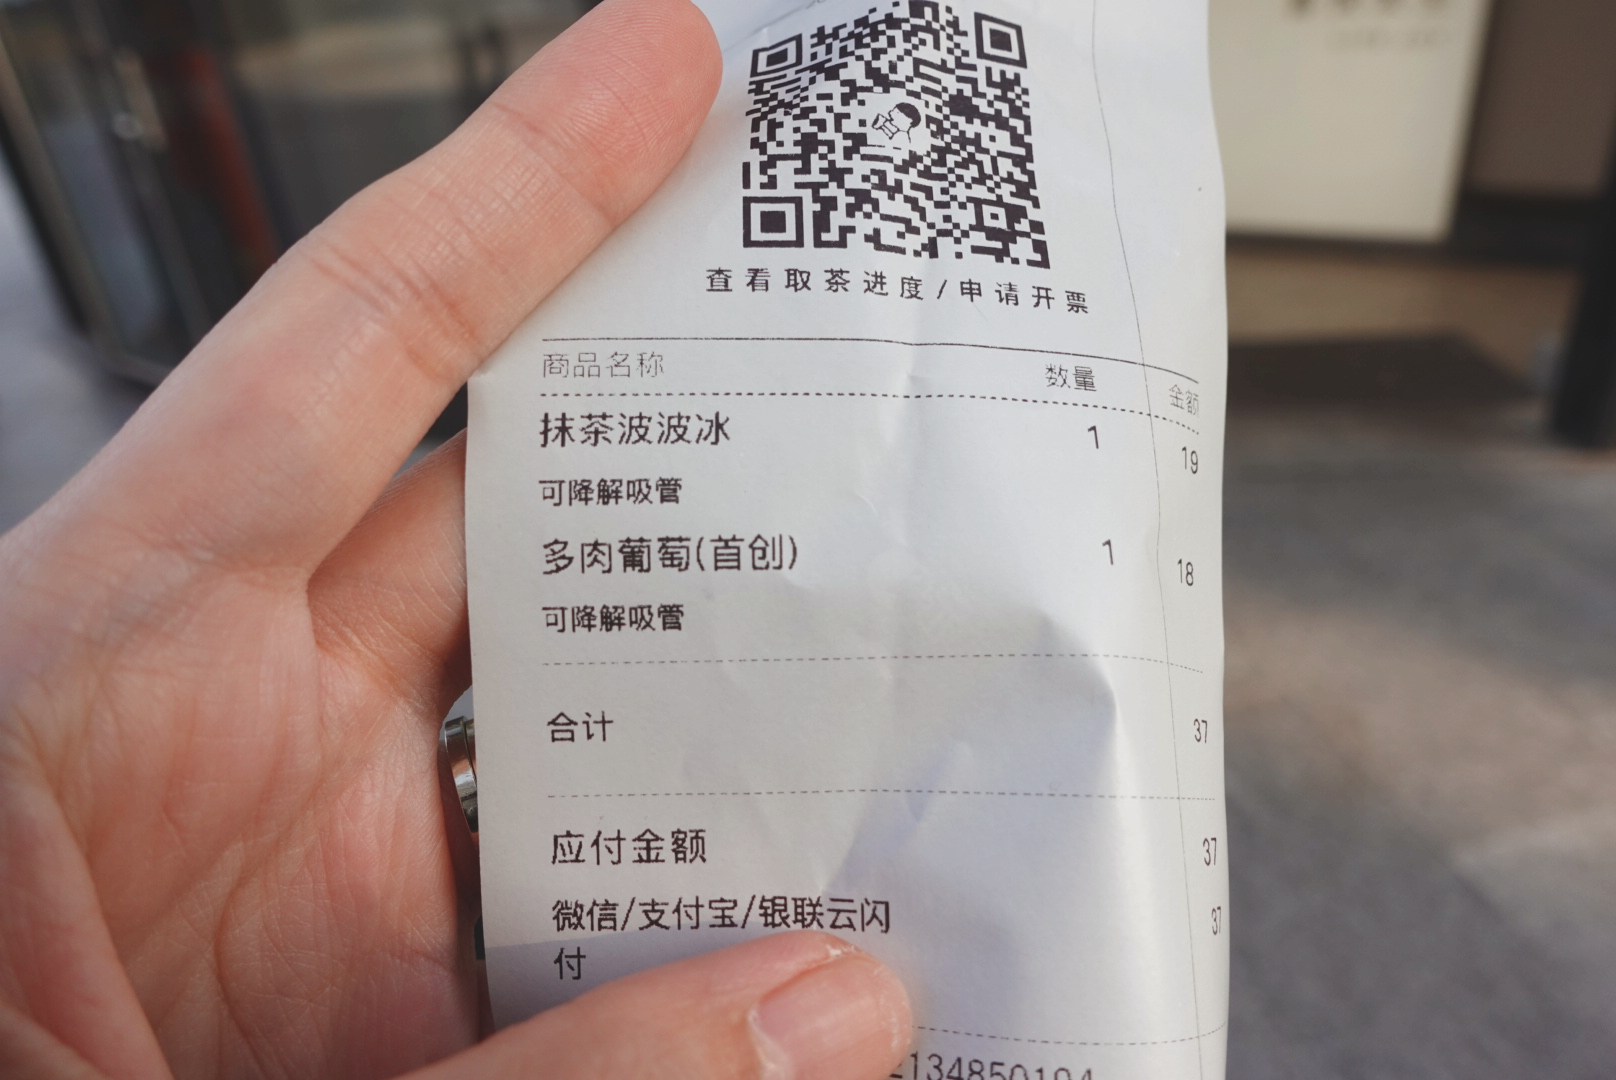 查看取茶进度/申请开票
商品名称 数量 金额
抹茶波波冰 1 19
可降解吸管
多肉葡萄(首创) 1 18
可降解吸管
合计 37
应付金额 37
微信/支付宝/银联云闪 37
付
134850194